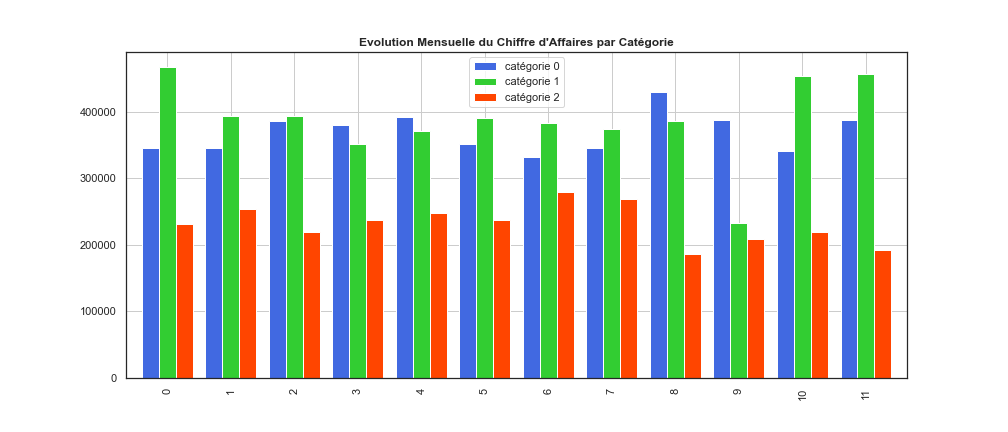 Evolution Mensuelle du Chiffre d'Affaires par Catégorie
catégorie 0
catégorie 1
catégorie 2
400000
300000
200000
100000
0
0 1 2 3 4 5 6 7 8 9 10 11